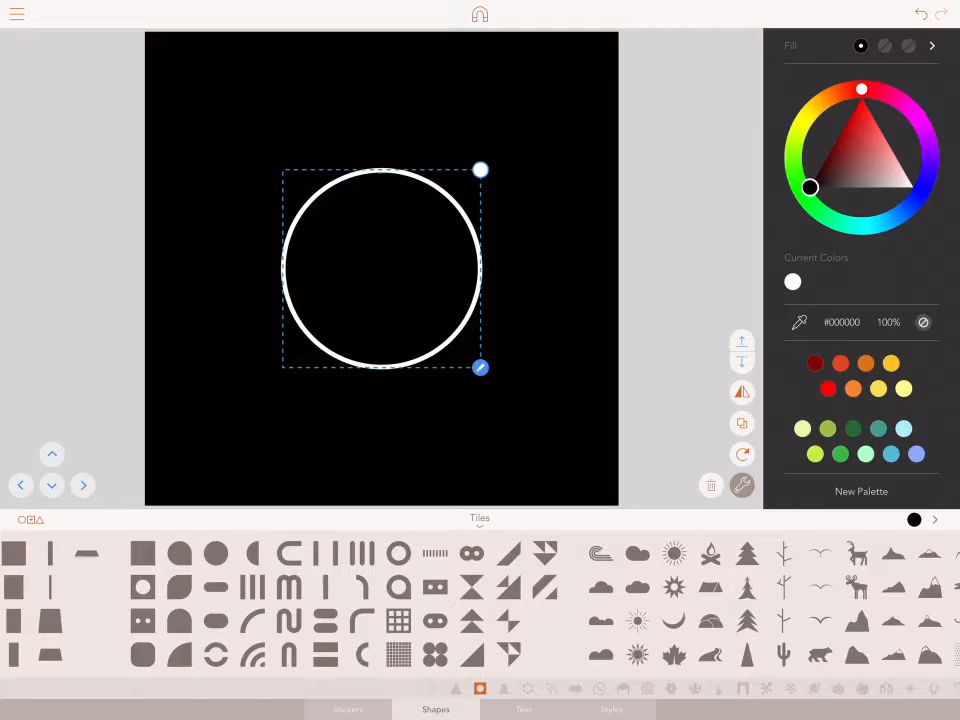 Fill
Current Colors
#000000 100%
New Palette
Tiles
Stickers Shapes Text Styles